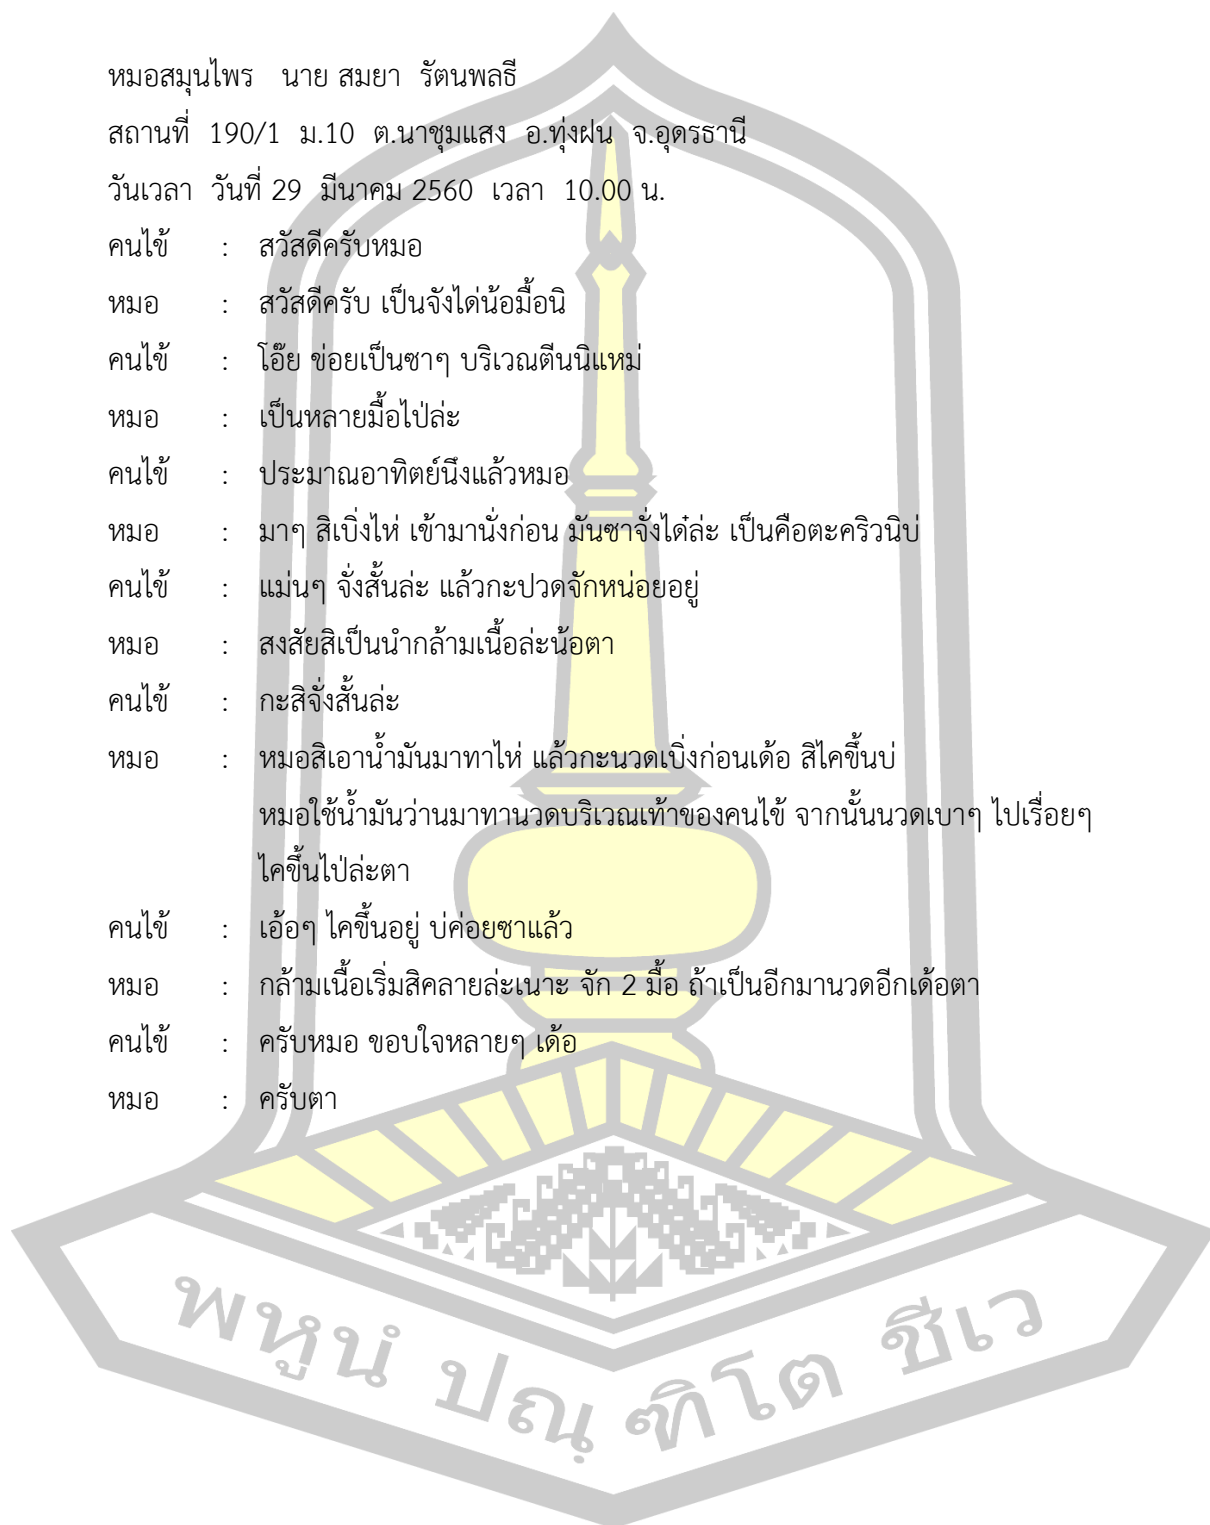 หมอสมุนไพร นาย สมยา รัตนพลธี
สถานที่ 190/1 ม.10 ต.นาชุมแสง อ.ทุ่งฝน จ.อุดรธานี
วันเวลา วันที่ 29 มีนาคม 2560 เวลา 10.00 น.
คนไข้ : สวัสดีครับหมอ
หมอ : สวัสดีครับ เป็นจังได่น้อมื้อนิ
คนไข้ : โอ๊ย ข่อยเป็นซาๆ บริเวณตีนนิแหม่
หมอ : เป็นหลายมื้อไป่ล่ะ
คนไข้ : ประมาณอาทิตย์นึงแล้วหมอ
หมอ : มาๆ สิเบิ่งไห่ เข้ามานั่งก่อน มันซาจั่งได๋ล่ะ เป็นคือตะคริวนิบ่
คนไข้ : แม่นๆ จั่งสั้นล่ะ แล้วกะปวดจักหน่อยอยู่
หมอ : สงสัยสิเป็นนำกล้ามเนื้อล่ะน้อตา
คนไข้ : กะสิจั่งสั้นล่ะ
หมอ : หมอสิเอาน้ำมันมาทาไห่ แล้วกะนวดเบิ่งก่อนเด้อ สิไคขึ้นบ่
หมอใช้น้ำมันว่านมาทานวดบริเวณเท้าของคนไข้ จากนั้นนวดเบาๆ ไปเรื่อยๆ
ไคขึ้นไป่ล่ะตา
คนไข้ : เอ้อๆ ไคขึ้นอยู่ บ่ค่อยซาแล้ว
หมอ : กล้ามเนื้อเริ่มสิคลายล่ะเนาะ จัก 2 มื้อ ถ้าเป็นอีกมานวดอีกเด้อตา
คนไข้ : ครับหมอ ขอบใจหลายๆ เด้อ
หมอ : ครับตา
พหูนํ ปณฺฑิโต ชีเว